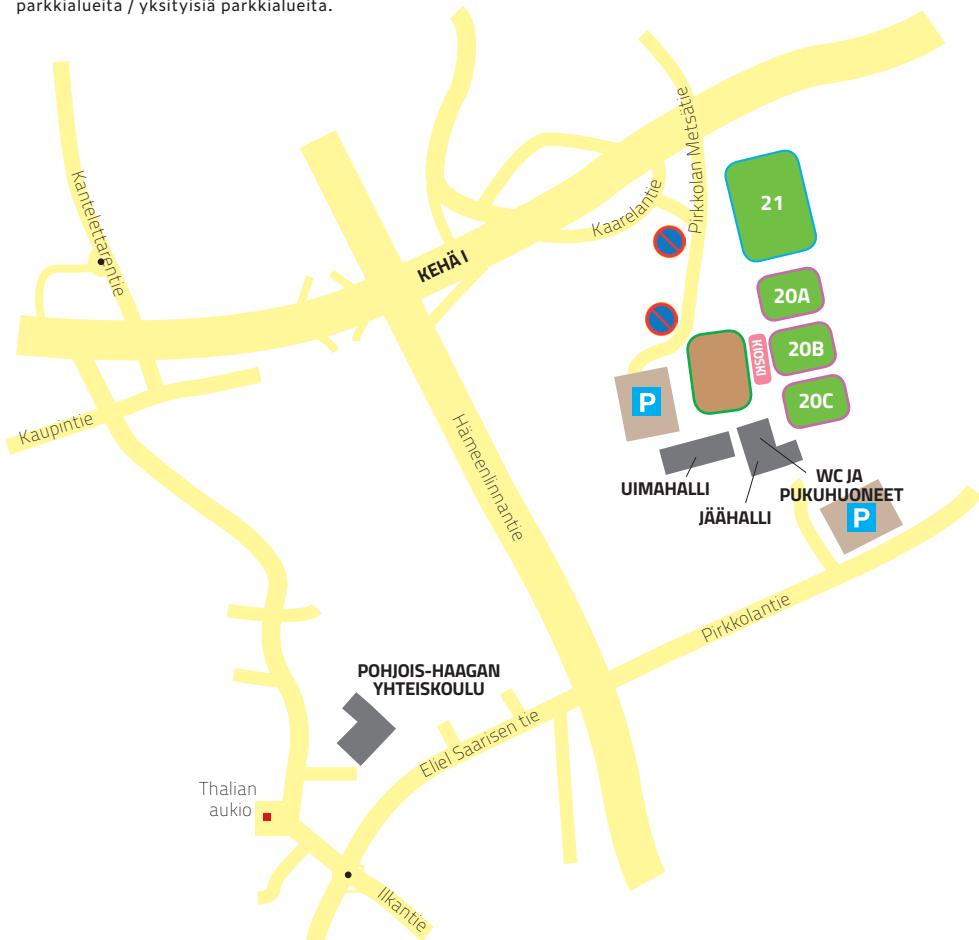 parkkialueita / yksityisiä parkkialueita.
Kantelettarentie
Pirkkolan Metsätie
Kaarelantie
21
KEHÄ I
20A
KIOSKI
20B
20C
P
Kaupintie
Hämeenlinnantie
UIMAHALLI
WC JA
PUKUHUONEET
JÄÄHALLI
P
Pirkkolantie
POHJOIS-HAAGAN
YHTEISKOULU
Eliel Saarisen tie
Thalian
aukio
Ilkantie